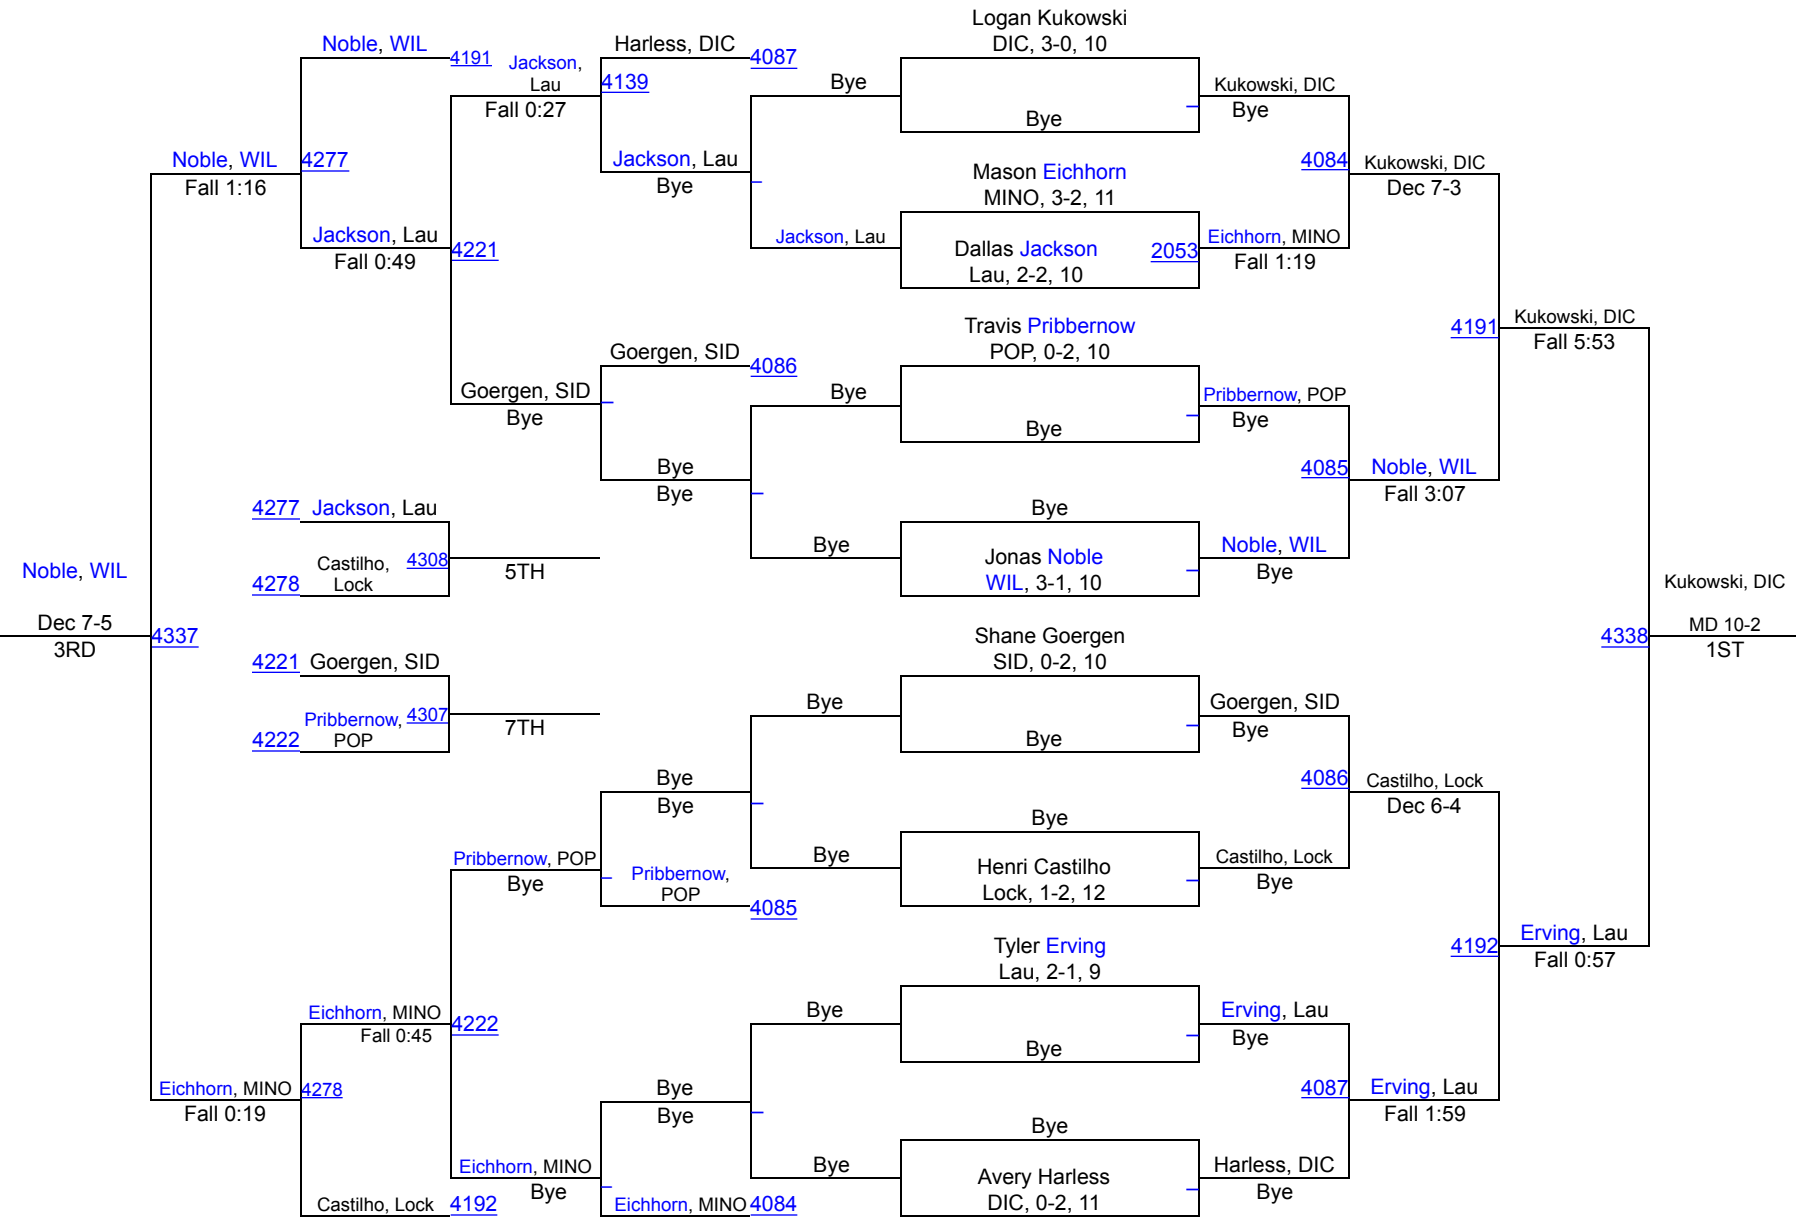 Noble, WIL
Dec 7-5
3RD
4337
Noble, WIL
Fall 1:16
Noble, WIL
4191
4277
Jackson, Lau
Fall 0:49
Jackson,
Lau
Fall 0:27
4221
Harless, DIC
4087
4139
Jackson, Lau
Bye
Goergen, SID
Bye
Goergen, SID
4086
Bye
Bye
4277
Jackson, Lau
Castilho,
Lock
4308
4278
5TH
4221
Goergen, SID
Pribbernow,
POP
4307
4222
7TH
Eichhorn, MINO
Fall 0:19
4278
Eichhorn, MINO
Fall 0:45
4222
Castilho, Lock
4192
Pribbernow, POP
Bye
Bye
Bye
Pribbernow,
POP
4085
Eichhorn, MINO
Bye
Bye
Bye
Eichhorn, MINO
4084
Bye
Jackson, Lau
Bye
Bye
Bye
Bye
Bye
Bye
Logan Kukowski
DIC, 3-0, 10
Bye
Mason Eichhorn
MINO, 3-2, 11
Dallas Jackson
Lau, 2-2, 10
2053
Travis Pribbernow
POP, 0-2, 10
Bye
Bye
Jonas Noble
WIL, 3-1, 10
Shane Goergen
SID, 0-2, 10
Bye
Bye
Henri Castilho
Lock, 1-2, 12
Tyler Erving
Lau, 2-1, 9
Bye
Bye
Avery Harless
DIC, 0-2, 11
Kukowski, DIC
Bye
4084
Eichhorn, MINO
Fall 1:19
Pribbernow, POP
Bye
4085
Noble, WIL
Bye
Goergen, SID
Bye
4086
Castilho, Lock
Bye
Erving, Lau
Bye
4087
Harless, DIC
Bye
Kukowski, DIC
Dec 7-3
4191
Noble, WIL
Fall 3:07
Castilho, Lock
Dec 6-4
4192
Erving, Lau
Fall 1:59
Kukowski, DIC
Fall 5:53
4338
Erving, Lau
Fall 0:57
Kukowski, DIC
MD 10-2
1ST